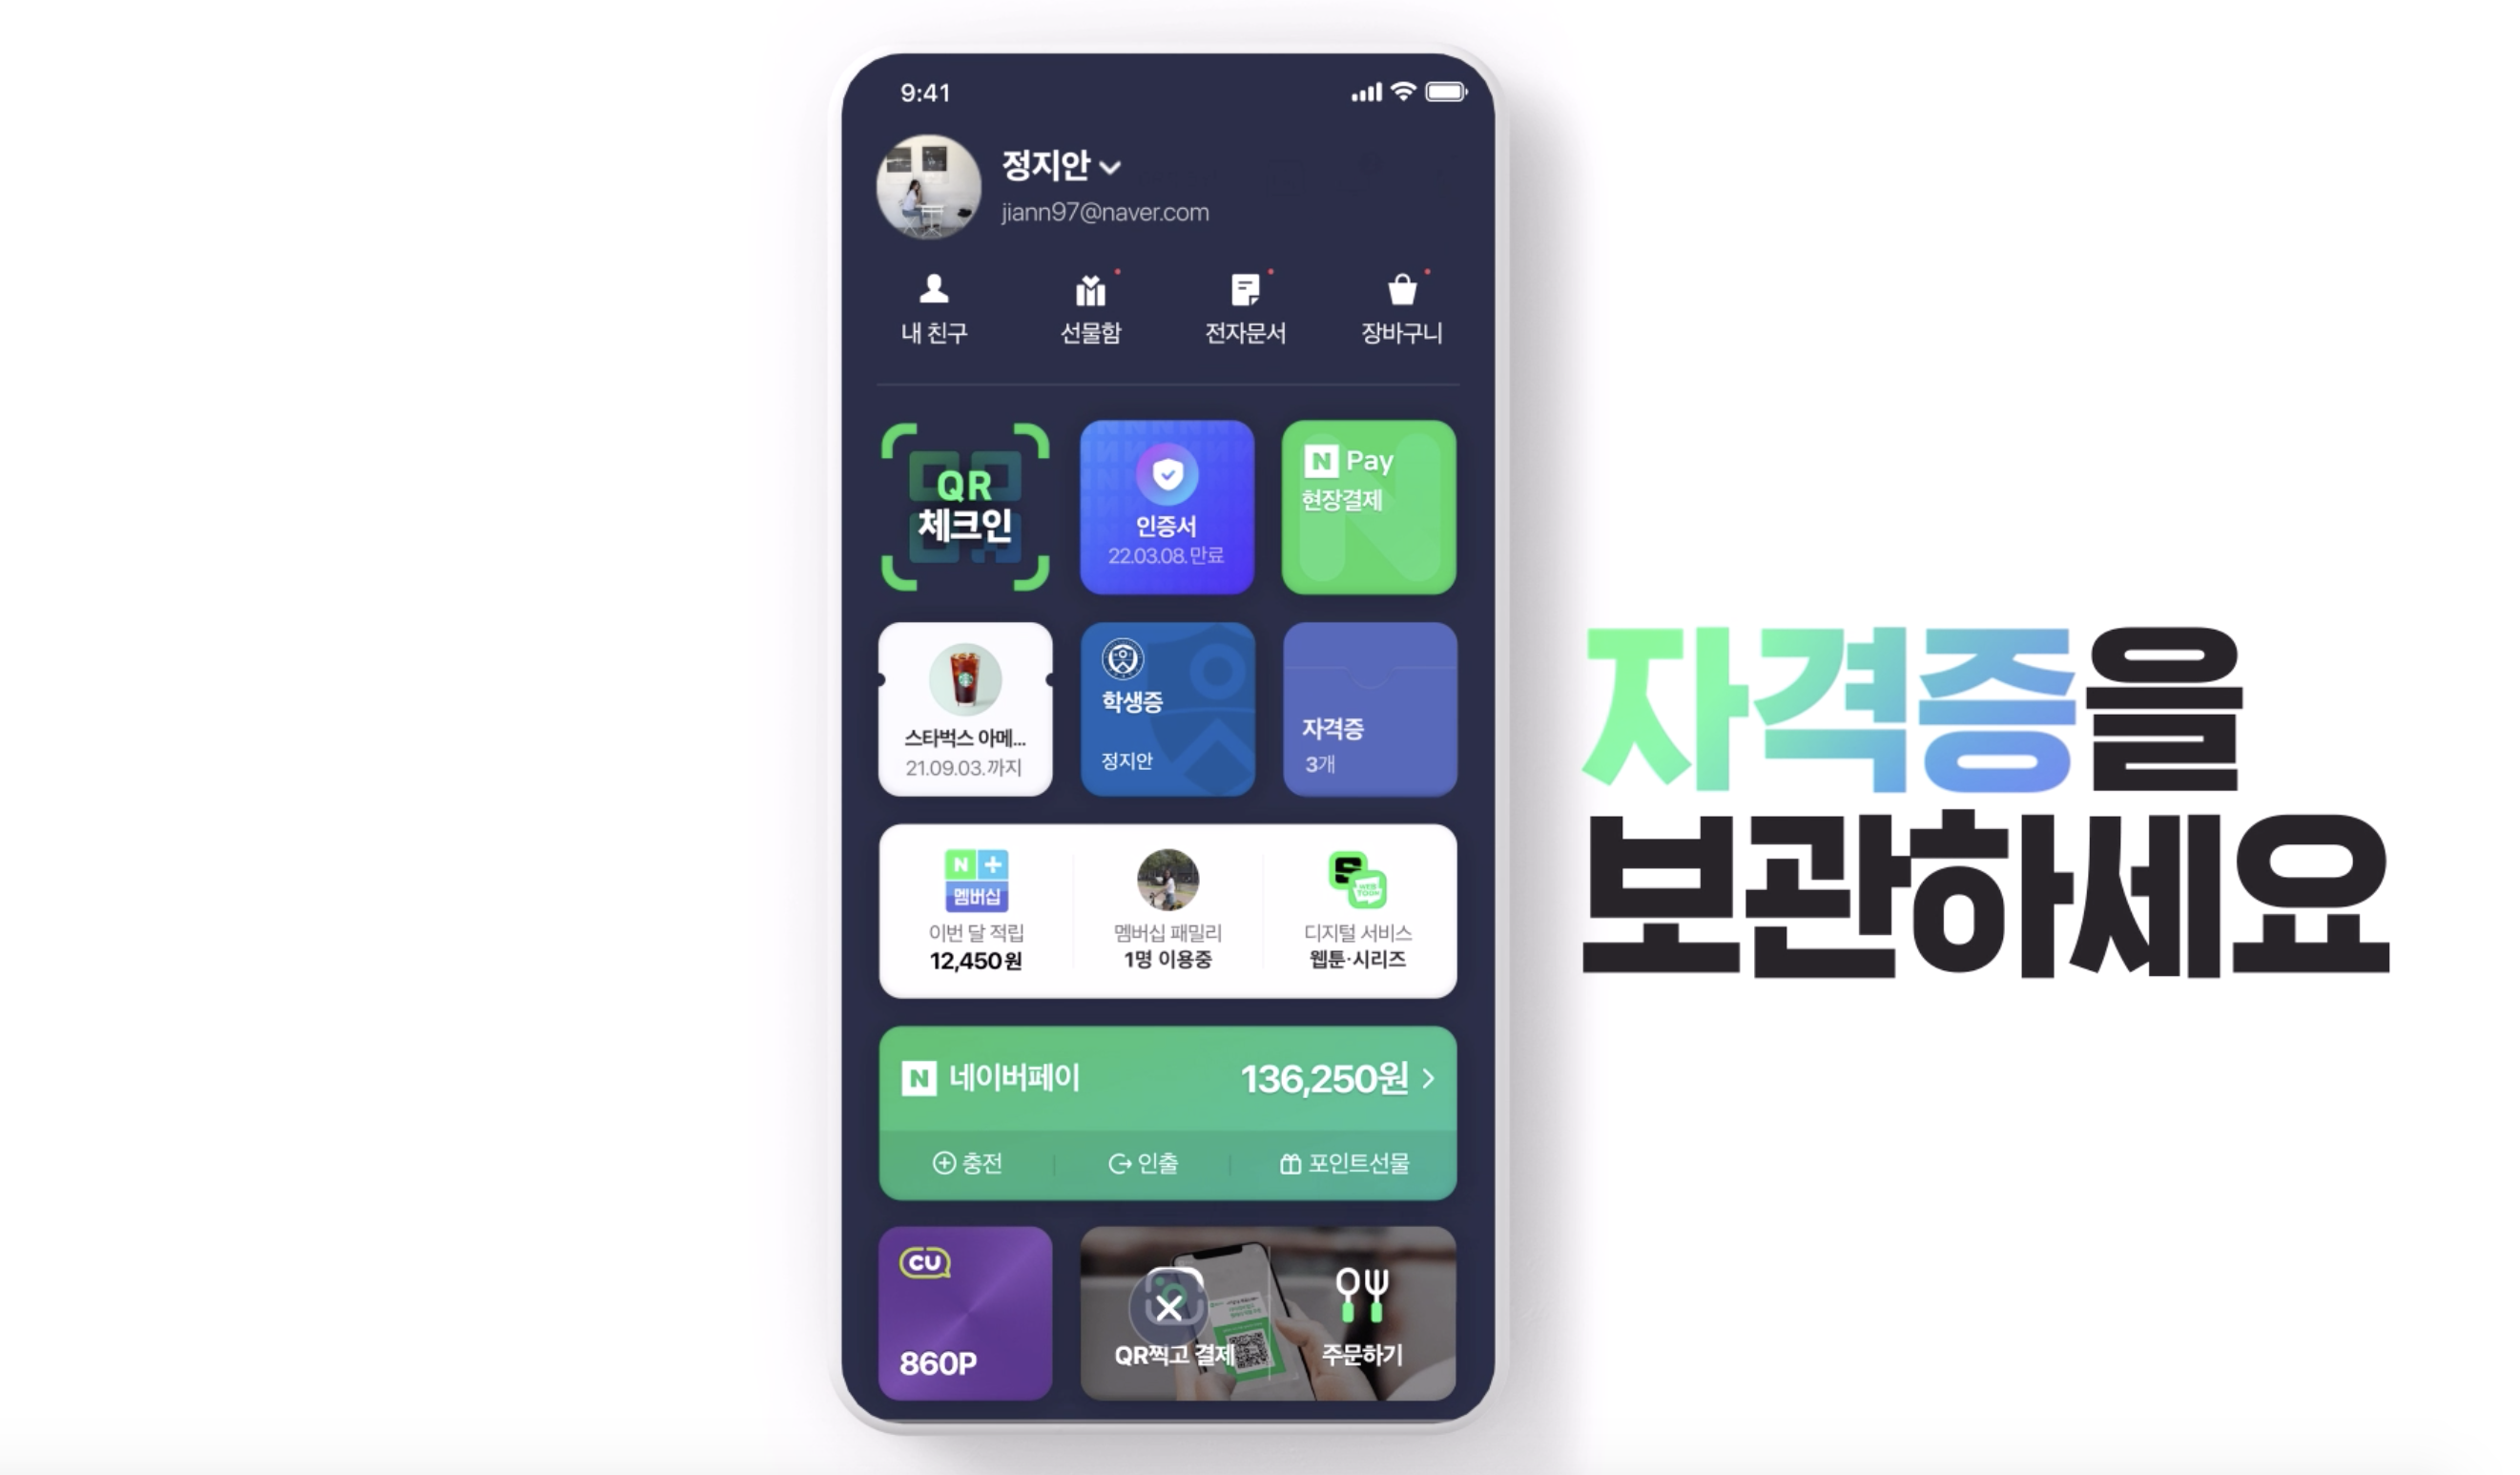 9:41
정지안
jiann97@naver.com
내 친구
선물함
전자문서
장바구니
QR
체크인
인증서
22.03.08.만료
N Pay
현장결제
스타벅스 아메...
21.09.03.까지
학생증
정지안
자격증
3개
N +
멤버십
이번 달 적립
12,450원
멤버십 패밀리
1명 이용중
S
WEB
TOON
디지털 서비스
웹툰·시리즈
N 네이버페이
136,250원
충전
인출
포인트선물
CU
860P
QR찍고 결제
주문하기
자격증을
보관하세요